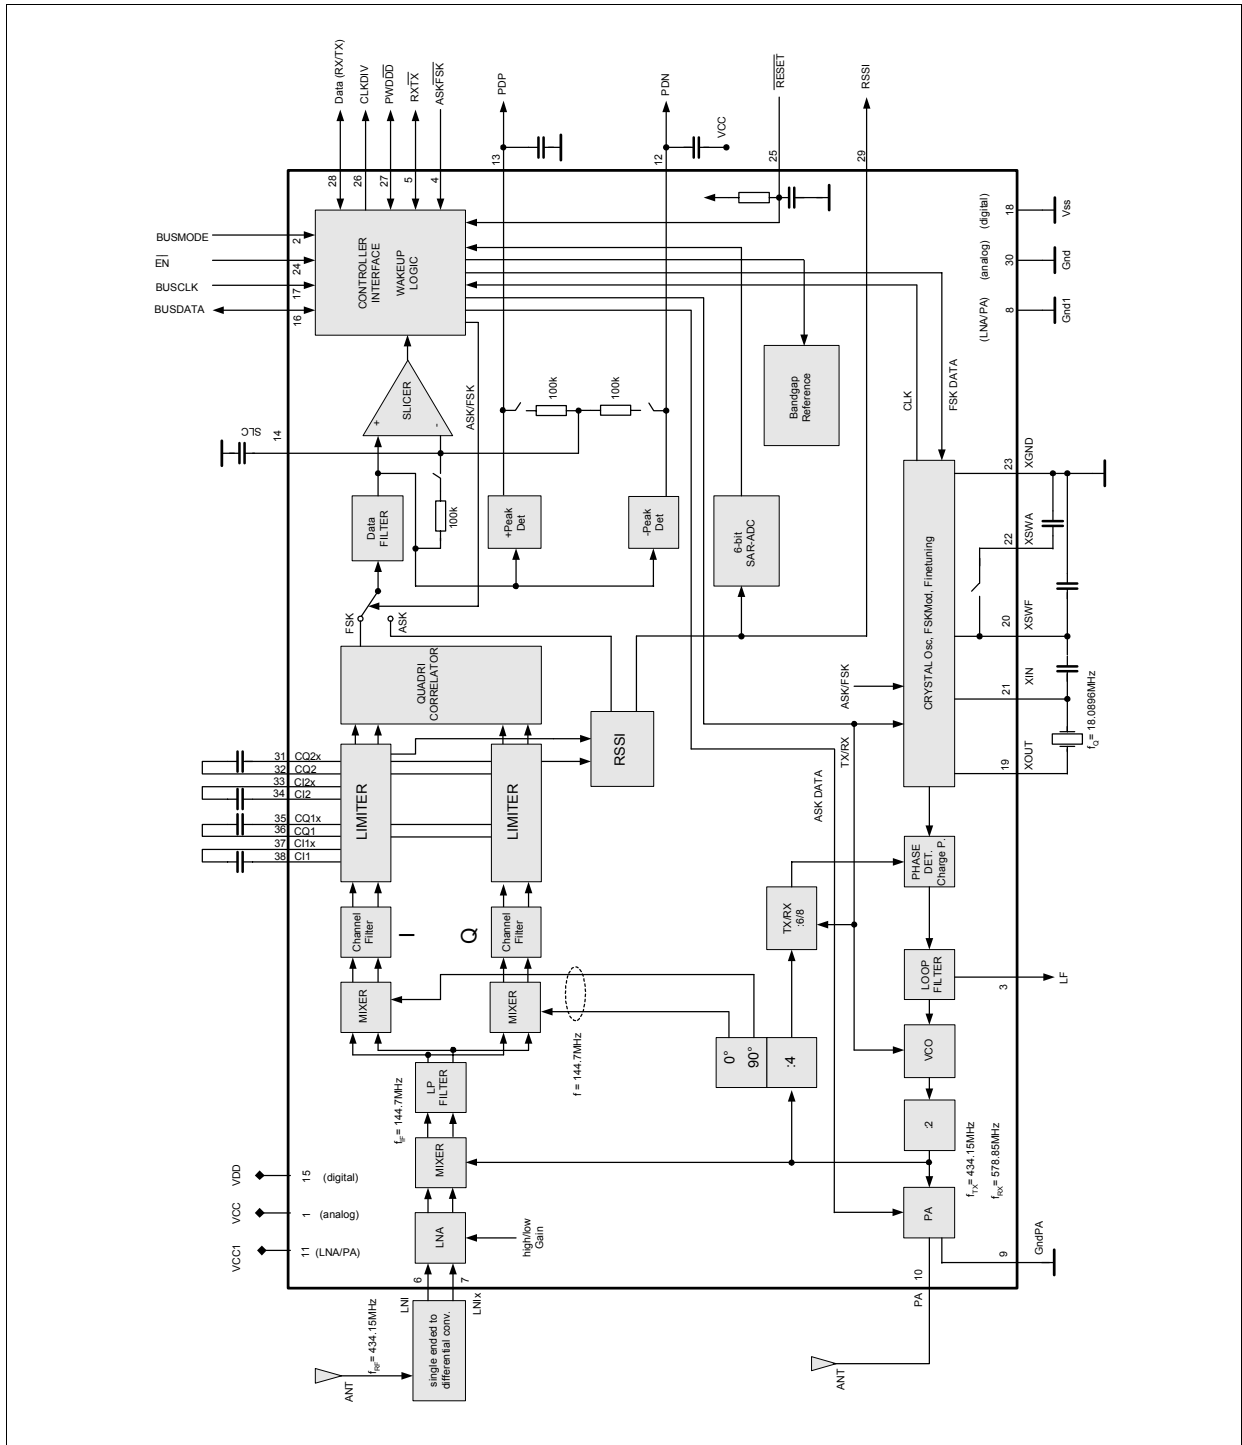 Data (RX/TX)
CLKDIV
PWDDD
RXTX
ASKFSK
PDP
PDN
VCC
RESET
RSSI
28
26
27
5
4
13
12
25
29
BUSMODE
2
EN
24
BUSCLK
17
BUSDATA
16
CONTROLLER
INTERFACE
WAKEUP
LOGIC
(digital)
18
Vss
(analog)
30
Gnd
(LNA/PA)
8
Gnd1
SLICER
+
-
ASK/FSK
100k
100k
Bandgap
Reference
CLK
FSK DATA
SLC
14
Data
FILTER
100k
+Peak
Det
-Peak
Det
6-bit
SAR-ADC
23
XGND
22
XSWA
20
XSWF
21
XIN
19
XOUT
fQ = 18.0896MHz
CRYSTAL Osc, FSKMod, Finetuning
FSK
ASK
QUADRI
CORRELATOR
RSSI
ASK/FSK
TX/RX
ASK DATA
31 CQ2x
32 CQ2
33 CI2x
34 CI2
35 CQ1x
36 CQ1
37 CI1x
38 CI1
LIMITER
LIMITER
Channel
Filter
I
Q
Channel
Filter
TX/RX
:6/8
PHASE
DET.
Charge P.
MIXER
MIXER
f = 144.7MHz
0°
90°
:4
LOOP
FILTER
3
LF
VCO
:2
fIF = 144.7MHz
LP
FILTER
MIXER
LNA
high/low
Gain
fTX = 434.15MHz
fRX = 578.85MHz
PA
VDD
15 (digital)
VCC
1 (analog)
VCC1
11 (LNA/PA)
LNI
6
7
LNIx
PA
10
9
GndPA
fRF = 434.15MHz
single ended to
differential conv.
ANT
ANT